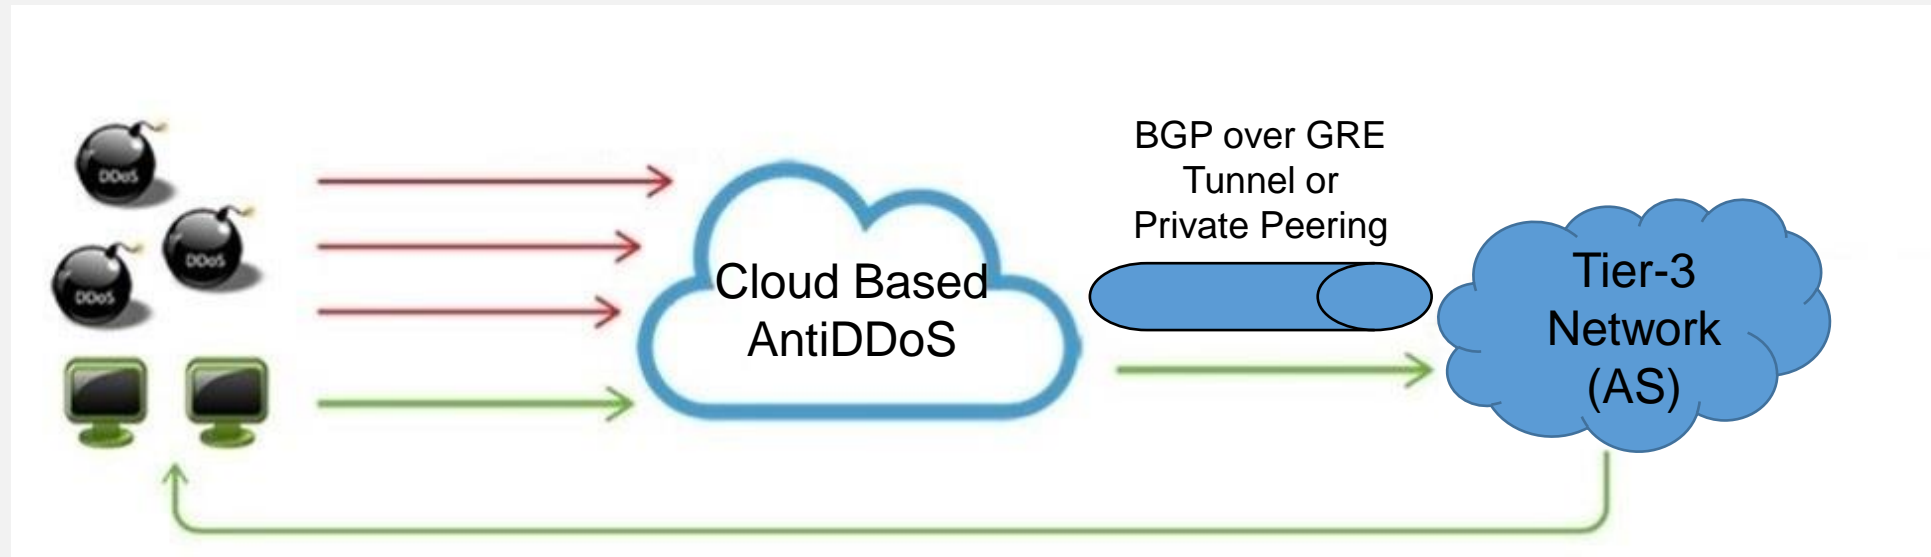 DDoS
DDoS
DDoS
Cloud Based
AntiDDoS
BGP over GRE
Tunnel or
Private Peering
Tier-3
Network
(AS)